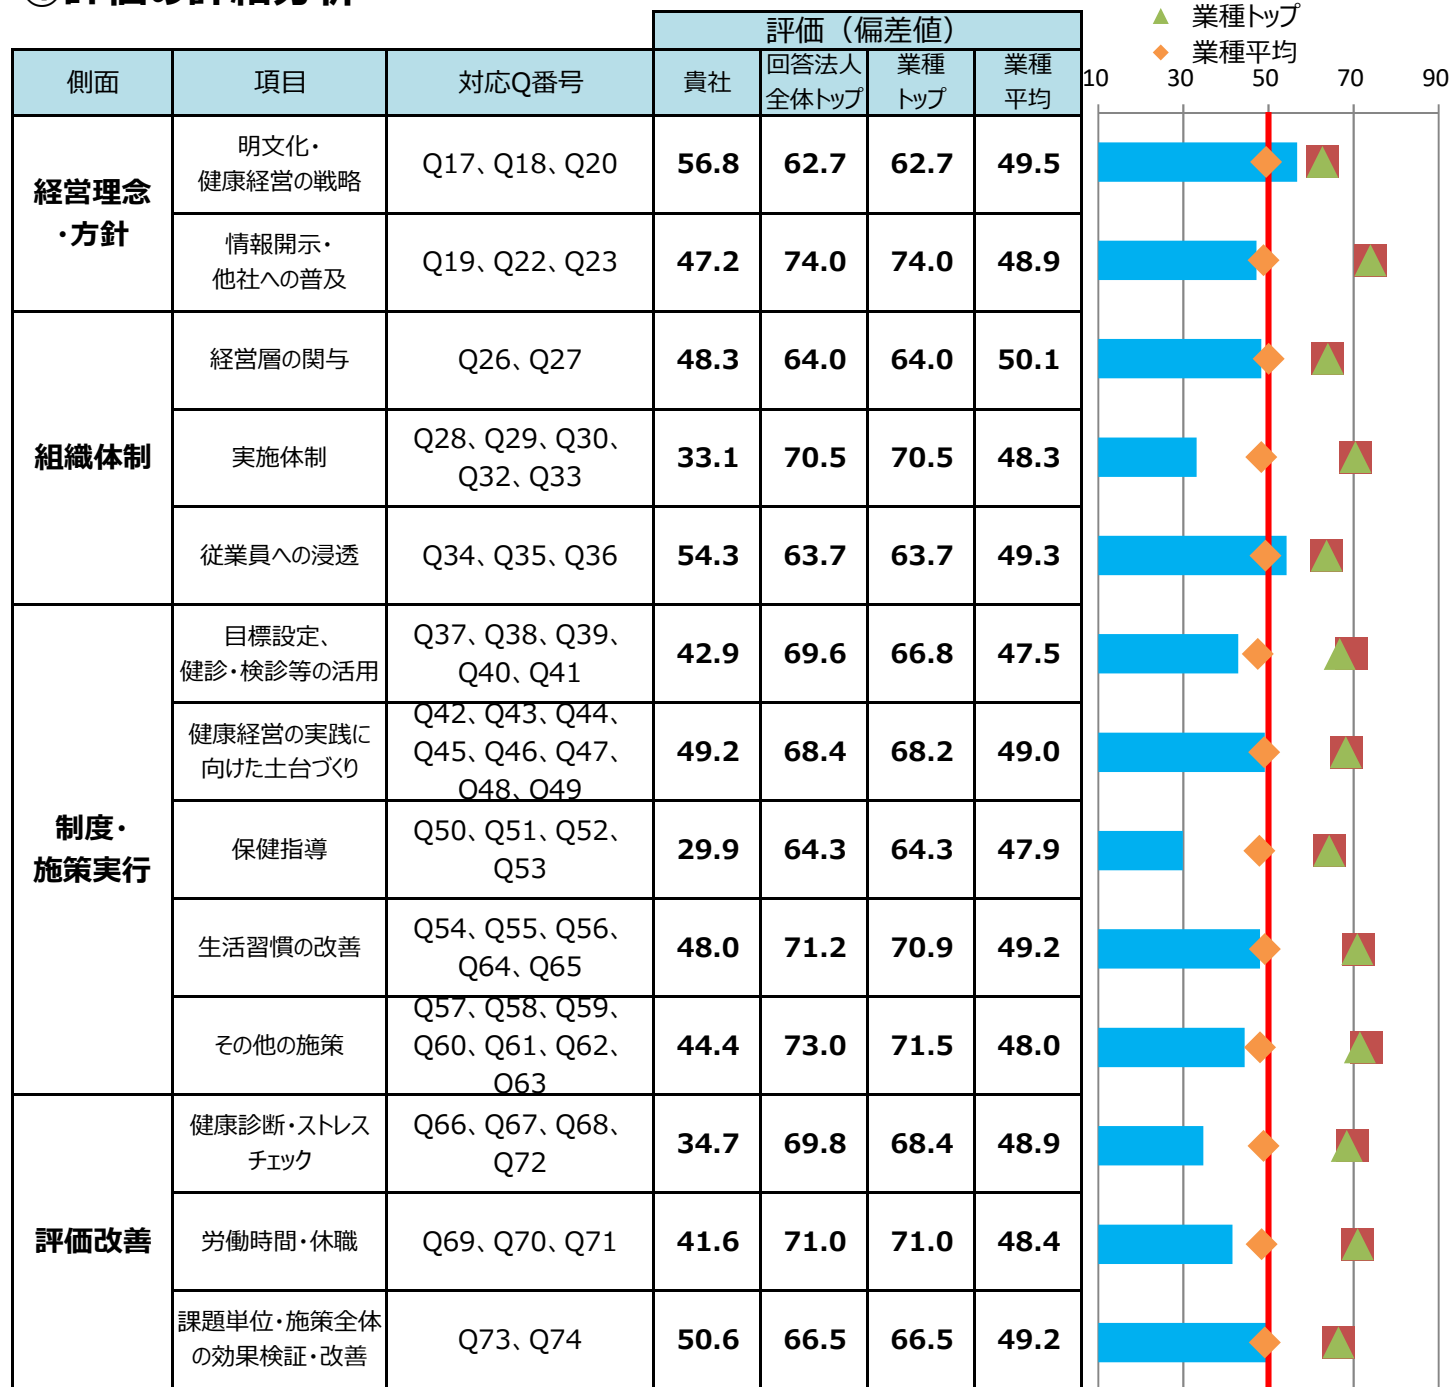 ①評価の詳細分析
▲ 業種トップ
◆ 業種平均
評価（偏差値）
側面 項目 対応Q番号 貴社 回答法人 業種 業種
全体トップ トップ 平均
10 30 50 70 90
経営理念
・方針
明文化・
健康経営の戦略
Q17、Q18、Q20 56.8 62.7 62.7 49.5
情報開示・
他社への普及
Q19、Q22、Q23 47.2 74.0 74.0 48.9
組織体制
経営層の関与 Q26、Q27 48.3 64.0 64.0 50.1
実施体制
Q28、Q29、Q30、
Q32、Q33
33.1 70.5 70.5 48.3
従業員への浸透 Q34、Q35、Q36 54.3 63.7 63.7 49.3
制度・
施策実行
目標設定、
健診・検診等の活用
Q37、Q38、Q39、
Q40、Q41
42.9 69.6 66.8 47.5
健康経営の実践に
向けた土台づくり
Q42、Q43、Q44、
Q45、Q46、Q47、
Q48、Q49
49.2 68.4 68.2 49.0
保健指導
Q50、Q51、Q52、
Q53
29.9 64.3 64.3 47.9
生活習慣の改善
Q54、Q55、Q56、
Q64、Q65
48.0 71.2 70.9 49.2
その他の施策
Q57、Q58、Q59、
Q60、Q61、Q62、
Q63
44.4 73.0 71.5 48.0
評価改善
健康診断・ストレス
チェック
Q66、Q67、Q68、
Q72
34.7 69.8 68.4 48.9
労働時間・休職 Q69、Q70、Q71 41.6 71.0 71.0 48.4
課題単位・施策全体
の効果検証・改善
Q73、Q74 50.6 66.5 66.5 49.2